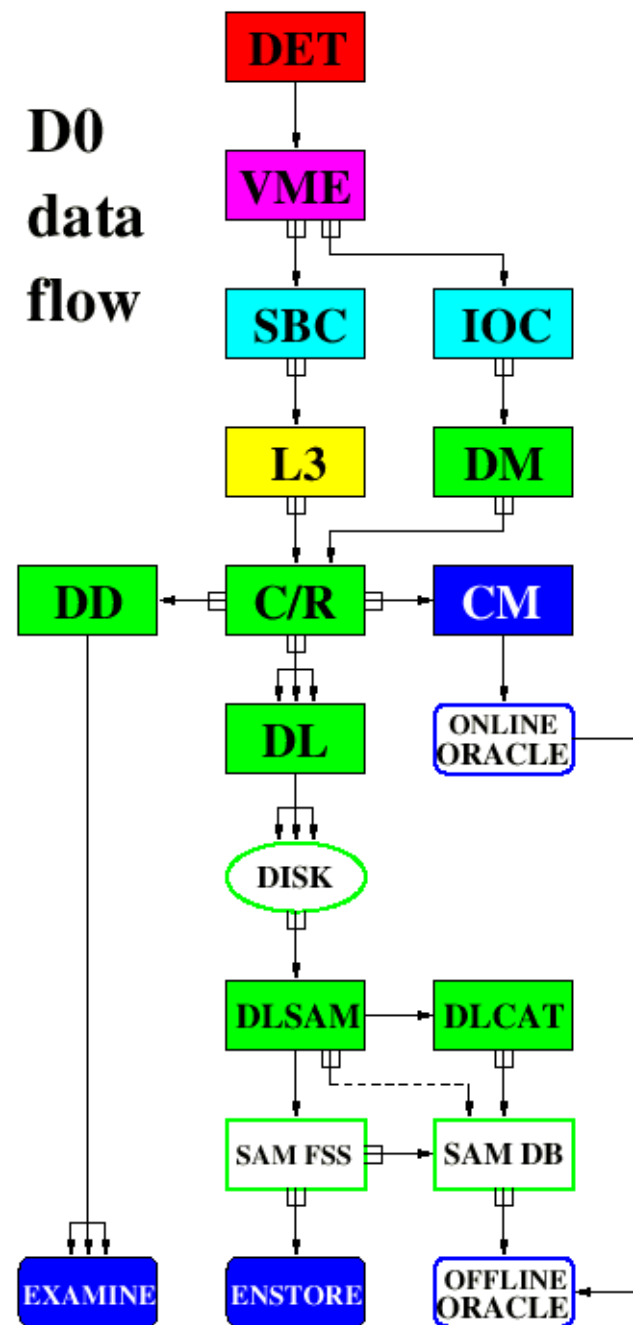 DET
D0
data
flow
VME
SBC
IOC
L3
DM
DD
C/R
CM
DL
ONLINE
ORACLE
DISK
DLSAM
DLCAT
SAM FSS
SAM DB
EXAMINE
ENSTORE
OFFLINE
ORACLE